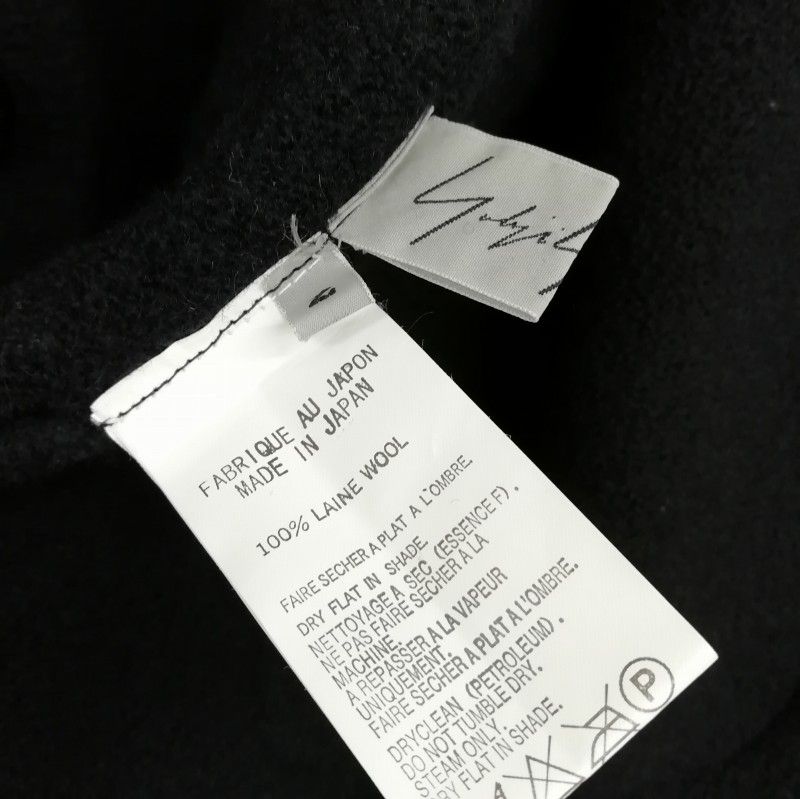 Yohji
FABRIQUE AU JAPON
MADE IN JAPAN
100% LAINE WOOL
FAIRE SECHER A PLAT A L'OMBRE.
DRY FLAT IN SHADE.
NETTOYAGE A SEC (ESSENCE F).
NE PAS FAIRE SECHER A LA
MACHINE.
A REPASSER A LA VAPEUR
UNIQUEMENT.
FAIRE SECHER A PLAT A L'OMBRE.
DRYCLEAN (PETROLEUM).
DO NOT TUMBLE DRY.
STEAM ONLY.
DRY FLAT IN SHADE.
P